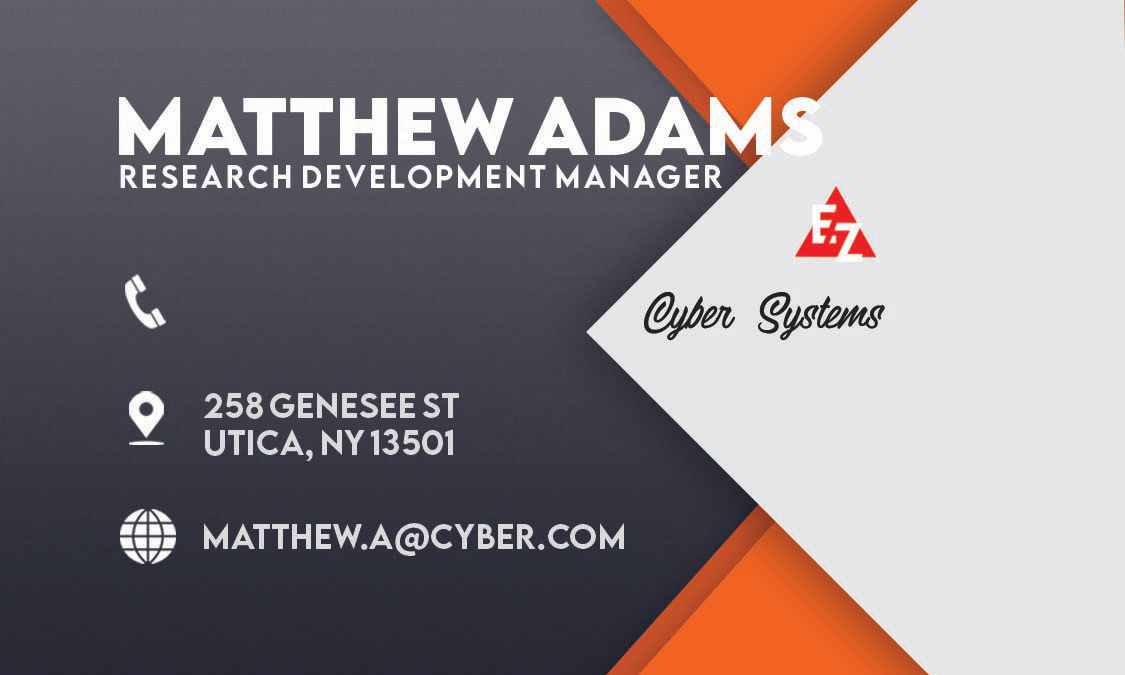 MATTHEW ADAMS
RESEARCH DEVELOPMENT MANAGER
E.Z
Cyber Systems
258 GENESEE ST
UTICA, NY 13501
MATTHEW.A@CYBER.COM